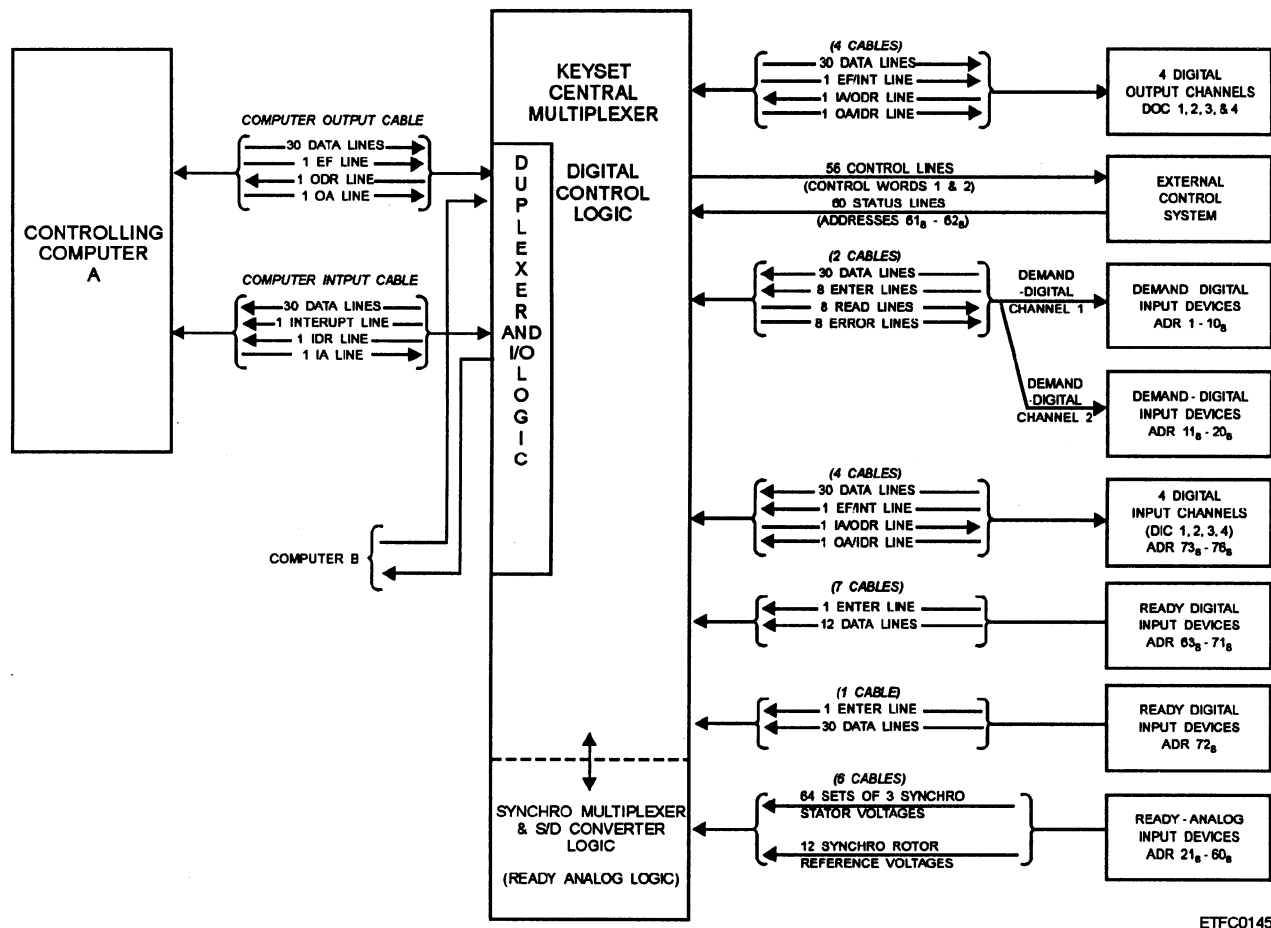 KEYSET
CENTRAL
MULTIPLEXER
DIGITAL
CONTROL
LOGIC
DUPLEXER
AND
I/O
LOGIC
SYNCHRO MULTIPLEXER
& S/D CONVERTER
LOGIC
(READY ANALOG LOGIC)
CONTROLLING
COMPUTER
A
COMPUTER OUTPUT CABLE
30 DATA LINES
1 EF LINE
1 ODR LINE
1 OA LINE
COMPUTER INTPUT CABLE
30 DATA LINES
1 INTERUPT LINE
1 IDR LINE
1 IA LINE
COMPUTER B
(4 CABLES)
30 DATA LINES
1 EF/INT LINE
1 IA/ODR LINE
1 OA/IDR LINE
4 DIGITAL
OUTPUT CHANNELS
DOC 1, 2, 3, & 4
56 CONTROL LINES
(CONTROL WORDS 1 & 2)
60 STATUS LINES
(ADDRESSES 61₈ - 62₈)
EXTERNAL
CONTROL
SYSTEM
(2 CABLES)
30 DATA LINES
8 ENTER LINES
8 READ LINES
8 ERROR LINES
DEMAND
-DIGITAL
CHANNEL 1
DEMAND DIGITAL
INPUT DEVICES
ADR 1 - 10₈
DEMAND
-DIGITAL
CHANNEL 2
DEMAND - DIGITAL
INPUT DEVICES
ADR 11₈ - 20₈
(4 CABLES)
30 DATA LINES
1 EF/INT LINE
1 IA/ODR LINE
1 OA/IDR LINE
4 DIGITAL
INPUT CHANNELS
(DIC 1, 2, 3, 4)
ADR 73₈ - 76₈
(7 CABLES)
1 ENTER LINE
12 DATA LINES
READY DIGITAL
INPUT DEVICES
ADR 63₈ - 71₈
(1 CABLE)
1 ENTER LINE
30 DATA LINES
READY DIGITAL
INPUT DEVICES
ADR 72₈
(6 CABLES)
64 SETS OF 3 SYNCHRO
STATOR VOLTAGES
12 SYNCHRO ROTOR
REFERENCE VOLTAGES
READY - ANALOG
INPUT DEVICES
ADR 21₈ - 60₈
ETFC0145